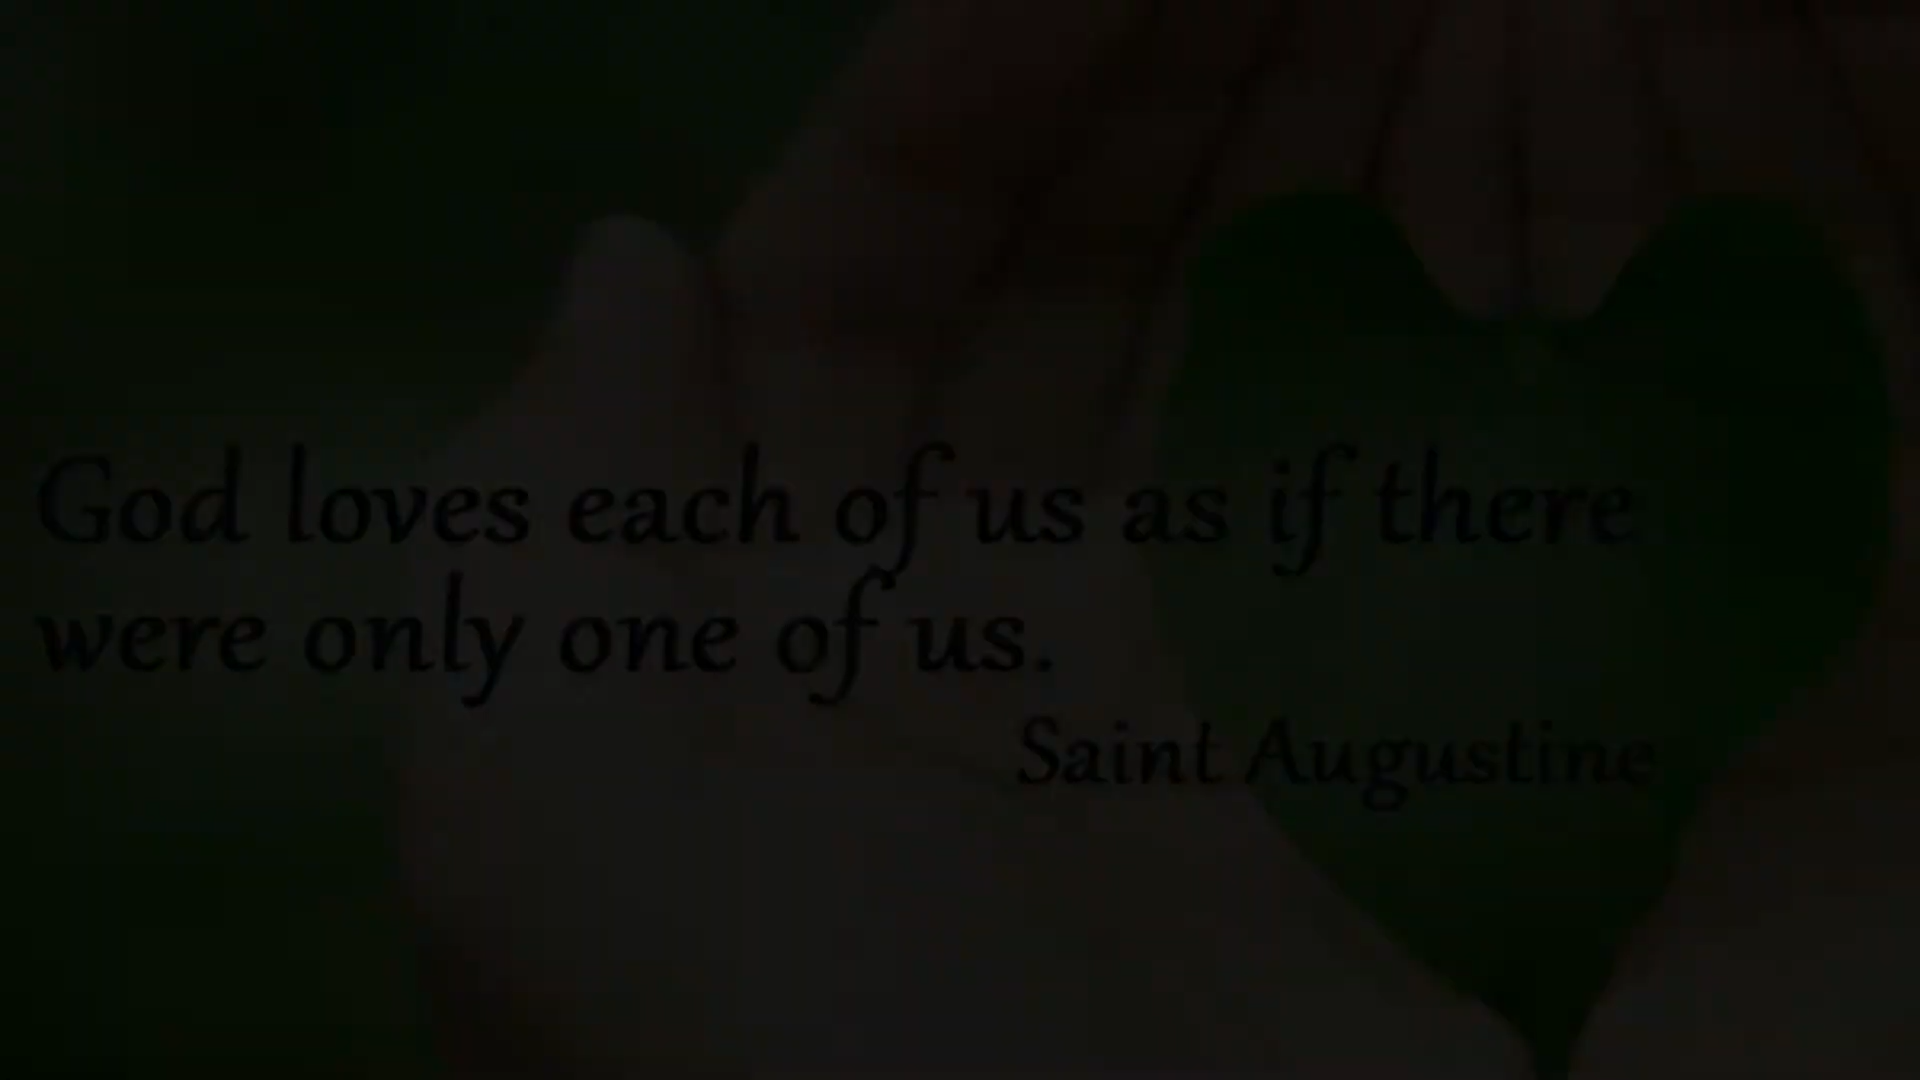 God loves each of us as if there
were only one of us.
Saint Augustine